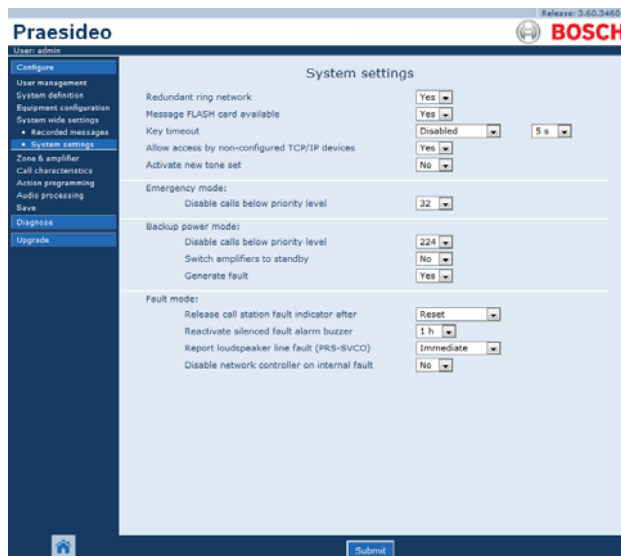 Release: 3.60.3460
Praesideo
BOSCH
User: admin
Configure
User management
System definition
Equipment configuration
System wide settings
• Recorded messages
• System settings
Zone & amplifier
Call characteristics
Action programming
Audio processing
Save
Diagnose
Upgrade
System settings
Redundant ring network Yes
Message FLASH card available Yes
Key timeout Disabled 5 s
Allow access by non-configured TCP/IP devices Yes
Activate new tone set No
Emergency mode:
Disable calls below priority level 32
Backup power mode:
Disable calls below priority level 224
Switch amplifiers to standby No
Generate fault Yes
Fault mode:
Release call station fault indicator after Reset
Reactivate silenced fault alarm buzzer 1 h
Report loudspeaker line fault (PRS-SVCO) Immediate
Disable network controller on internal fault No
Submit